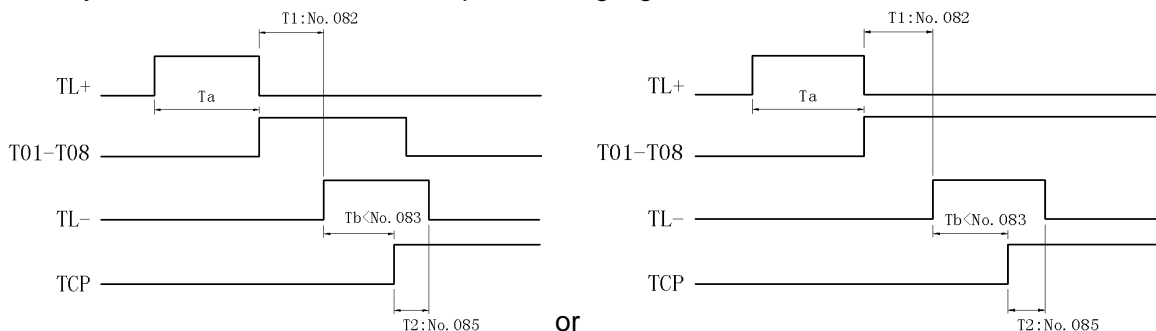 T1:No.082
T1:No.082
TL+
TL+
Ta
Ta
T01-T08
T01-T08
TL-
TL-
Tb<No.083
Tb<No.083
TCP
TCP
T2:No.085
or
T2:No.085